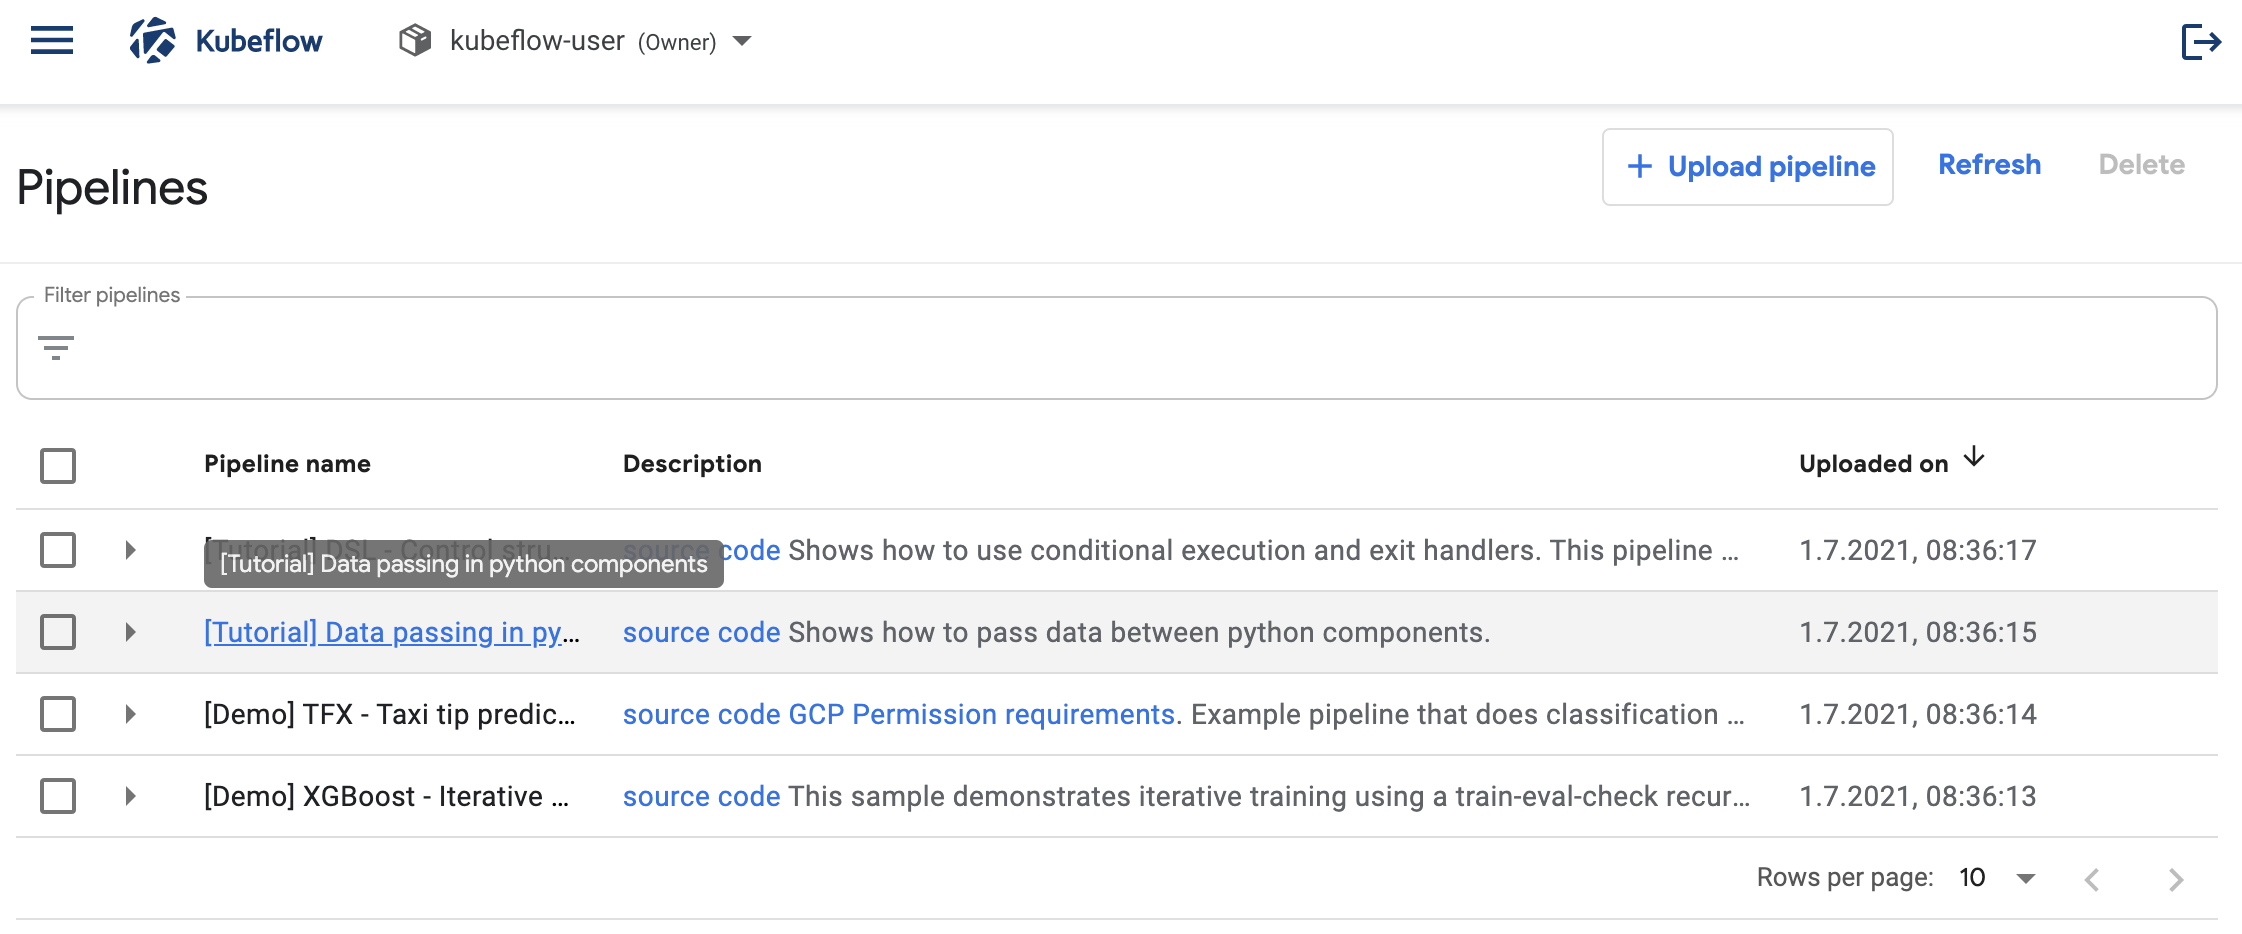 Kubeflow
kubeflow-user (Owner)
Pipelines
+ Upload pipeline
Refresh
Delete
Filter pipelines
Pipeline name Description Uploaded on
[Tutorial] DSL - Control stru... source code Shows how to use conditional execution and exit handlers. This pipeline ... 1.7.2021, 08:36:17
[Tutorial] Data passing in python components
[Tutorial] Data passing in py... source code Shows how to pass data between python components. 1.7.2021, 08:36:15
[Demo] TFX - Taxi tip predic... source code GCP Permission requirements. Example pipeline that does classification ... 1.7.2021, 08:36:14
[Demo] XGBoost - Iterative ... source code This sample demonstrates iterative training using a train-eval-check recur... 1.7.2021, 08:36:13
Rows per page: 10